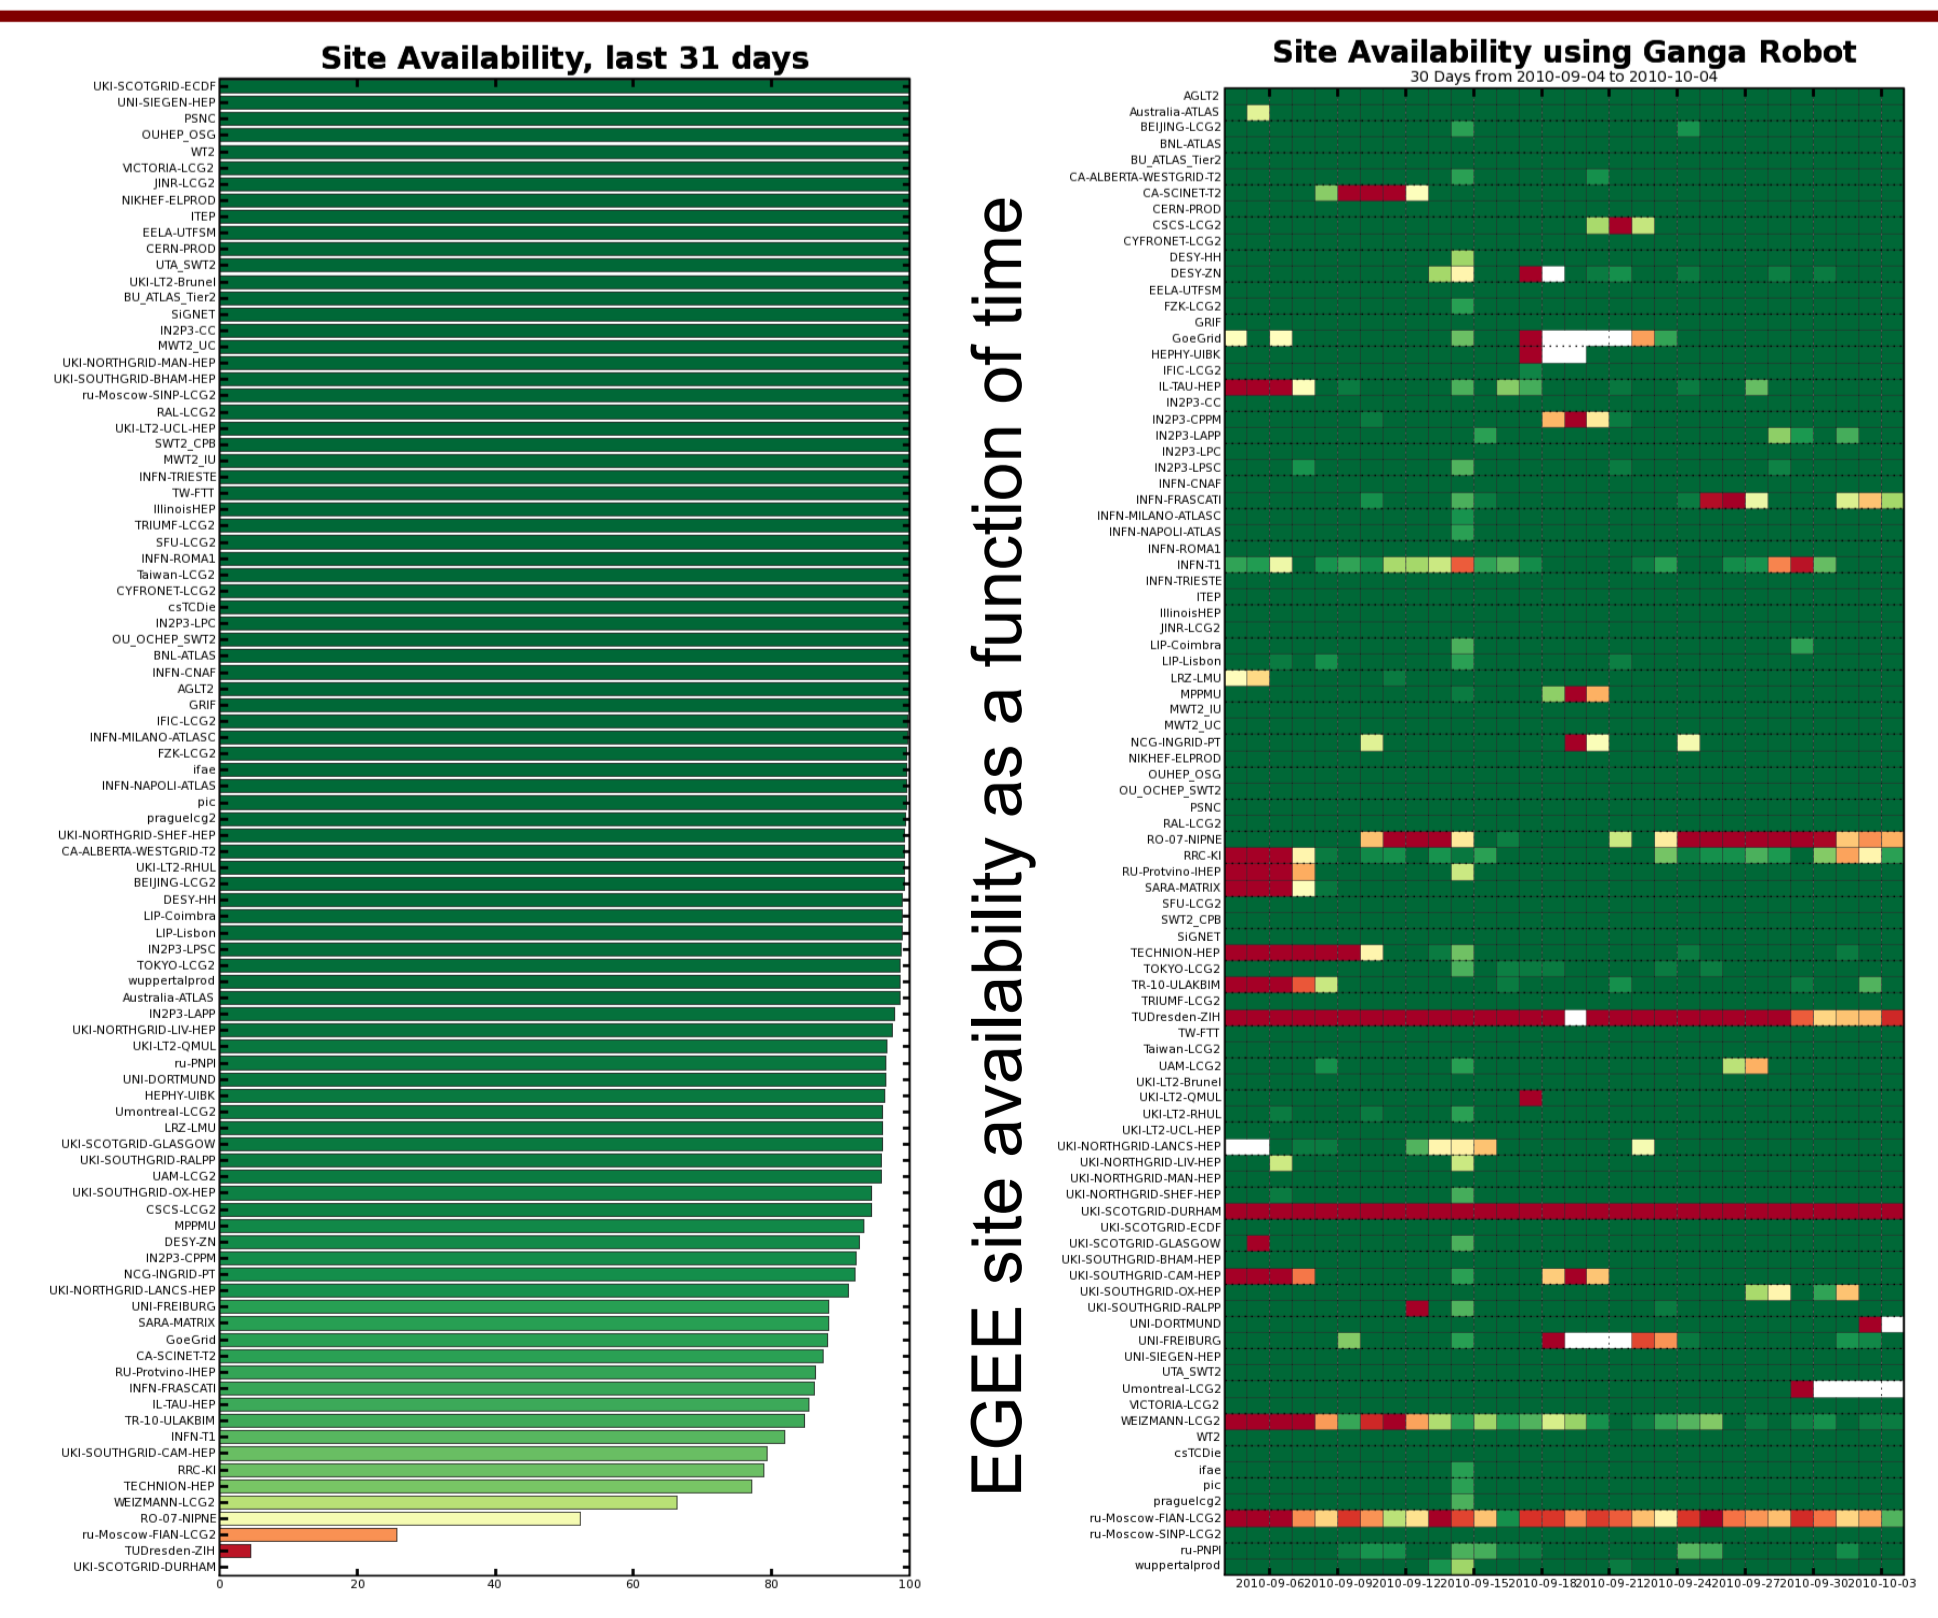 Site Availability, last 31 days
UKI-SCOTGRID-ECDF
UNI-SIEGEN-HEP
PSNC
OUHEP_OSG
WT2
VICTORIA-LCG2
JINR-LCG2
NIKHEF-ELPROD
ITEP
EELA-UTFSM
CERN-PROD
UTA_SWT2
UKI-LT2-Brunel
BU_ATLAS_Tier2
SiGNET
IN2P3-CC
MWT2_UC
UKI-NORTHGRID-MAN-HEP
UKI-SOUTHGRID-BHAM-HEP
ru-Moscow-SINP-LCG2
RAL-LCG2
UKI-LT2-UCL-HEP
SWT2_CPB
MWT2_IU
INFN-TRIESTE
TW-FTT
IllinoisHEP
TRIUMF-LCG2
SFU-LCG2
INFN-ROMA1
Taiwan-LCG2
CYFRONET-LCG2
csTCDie
IN2P3-LPC
OU_OCHEP_SWT2
BNL-ATLAS
INFN-CNAF
AGLT2
GRIF
IFIC-LCG2
INFN-MILANO-ATLASC
FZK-LCG2
ifae
INFN-NAPOLI-ATLAS
pic
praguelcg2
UKI-NORTHGRID-SHEF-HEP
CA-ALBERTA-WESTGRID-T2
UKI-LT2-RHUL
BEIJING-LCG2
DESY-HH
LIP-Coimbra
LIP-Lisbon
IN2P3-LPSC
TOKYO-LCG2
wuppertalprod
Australia-ATLAS
IN2P3-LAPP
UKI-NORTHGRID-LIV-HEP
UKI-LT2-QMUL
ru-PNPI
UNI-DORTMUND
HEPHY-UIBK
Umontreal-LCG2
LRZ-LMU
UKI-SCOTGRID-GLASGOW
UKI-SOUTHGRID-RALPP
UAM-LCG2
UKI-SOUTHGRID-OX-HEP
CSCS-LCG2
MPPMU
DESY-ZN
IN2P3-CPPM
NCG-INGRID-PT
UKI-NORTHGRID-LANCS-HEP
UNI-FREIBURG
SARA-MATRIX
GoeGrid
CA-SCINET-T2
RU-Protvino-IHEP
INFN-FRASCATI
IL-TAU-HEP
TR-10-ULAKBIM
INFN-T1
UKI-SOUTHGRID-CAM-HEP
RRC-KI
TECHNION-HEP
WEIZMANN-LCG2
RO-07-NIPNE
ru-Moscow-FIAN-LCG2
TUDresden-ZIH
UKI-SCOTGRID-DURHAM
0 20 40 60 80 100
EGEE site availability as a function of time
Site Availability using Ganga Robot
30 Days from 2010-09-04 to 2010-10-04
AGLT2
Australia-ATLAS
BEIJING-LCG2
BNL-ATLAS
BU_ATLAS_Tier2
CA-ALBERTA-WESTGRID-T2
CA-SCINET-T2
CERN-PROD
CSCS-LCG2
CYFRONET-LCG2
DESY-HH
DESY-ZN
EELA-UTFSM
FZK-LCG2
GRIF
GoeGrid
HEPHY-UIBK
IFIC-LCG2
IL-TAU-HEP
IN2P3-CC
IN2P3-CPPM
IN2P3-LAPP
IN2P3-LPC
IN2P3-LPSC
INFN-CNAF
INFN-FRASCATI
INFN-MILANO-ATLASC
INFN-NAPOLI-ATLAS
INFN-ROMA1
INFN-T1
INFN-TRIESTE
ITEP
IllinoisHEP
JINR-LCG2
LIP-Coimbra
LIP-Lisbon
LRZ-LMU
MPPMU
MWT2_IU
MWT2_UC
NCG-INGRID-PT
NIKHEF-ELPROD
OUHEP_OSG
OU_OCHEP_SWT2
PSNC
RAL-LCG2
RO-07-NIPNE
RRC-KI
RU-Protvino-IHEP
SARA-MATRIX
SFU-LCG2
SWT2_CPB
SiGNET
TECHNION-HEP
TOKYO-LCG2
TR-10-ULAKBIM
TRIUMF-LCG2
TUDresden-ZIH
TW-FTT
Taiwan-LCG2
UAM-LCG2
UKI-LT2-Brunel
UKI-LT2-QMUL
UKI-LT2-RHUL
UKI-LT2-UCL-HEP
UKI-NORTHGRID-LANCS-HEP
UKI-NORTHGRID-LIV-HEP
UKI-NORTHGRID-MAN-HEP
UKI-NORTHGRID-SHEF-HEP
UKI-SCOTGRID-DURHAM
UKI-SCOTGRID-ECDF
UKI-SCOTGRID-GLASGOW
UKI-SOUTHGRID-BHAM-HEP
UKI-SOUTHGRID-CAM-HEP
UKI-SOUTHGRID-OX-HEP
UKI-SOUTHGRID-RALPP
UNI-DORTMUND
UNI-FREIBURG
UNI-SIEGEN-HEP
UTA_SWT2
Umontreal-LCG2
VICTORIA-LCG2
WEIZMANN-LCG2
WT2
csTCDie
ifae
pic
praguelcg2
ru-Moscow-FIAN-LCG2
ru-Moscow-SINP-LCG2
ru-PNPI
wuppertalprod
2010-09-06 2010-09-09 2010-09-12 2010-09-15 2010-09-18 2010-09-21 2010-09-24 2010-09-27 2010-09-30 2010-10-03